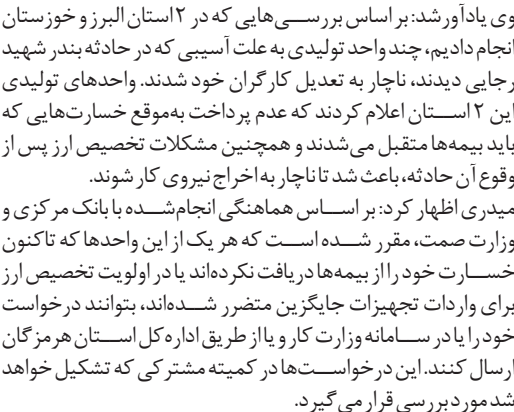 وی یادآور شد: بر اساس بررسی‌هایی که در ۲ استان البرز و خوزستان
انجام دادیم، چند واحد تولیدی به علت آسیبی که در حادثه بندر شهید
رجایی دیدند، ناچار به تعدیل کارگران خود شدند. واحدهای تولیدی
این ۲ استان اعلام کردند که عدم پرداخت به‌موقع خسارت‌هایی که
باید بیمه‌ها متقبل می‌شدند و همچنین مشکلات تخصیص ارز پس از
وقوع آن حادثه، باعث شد تا ناچار به اخراج نیروی کار شوند.
میدری اظهار کرد: بر اساس هماهنگی انجام‌شده با بانک مرکزی و
وزارت صمت، مقرر شده است که هر یک از این واحدها که تاکنون
خسارت خود را از بیمه‌ها دریافت نکرده‌اند یا در اولویت تخصیص ارز
برای واردات تجهیزات جایگزین متضرر شده‌اند، بتوانند درخواست
خود را یا در سامانه وزارت کار و یا از طریق اداره کل استان هرمزگان
ارسال کنند. این درخواست‌ها در کمیته مشترکی که تشکیل خواهد
شد مورد بررسی قرار می‌گیرد.